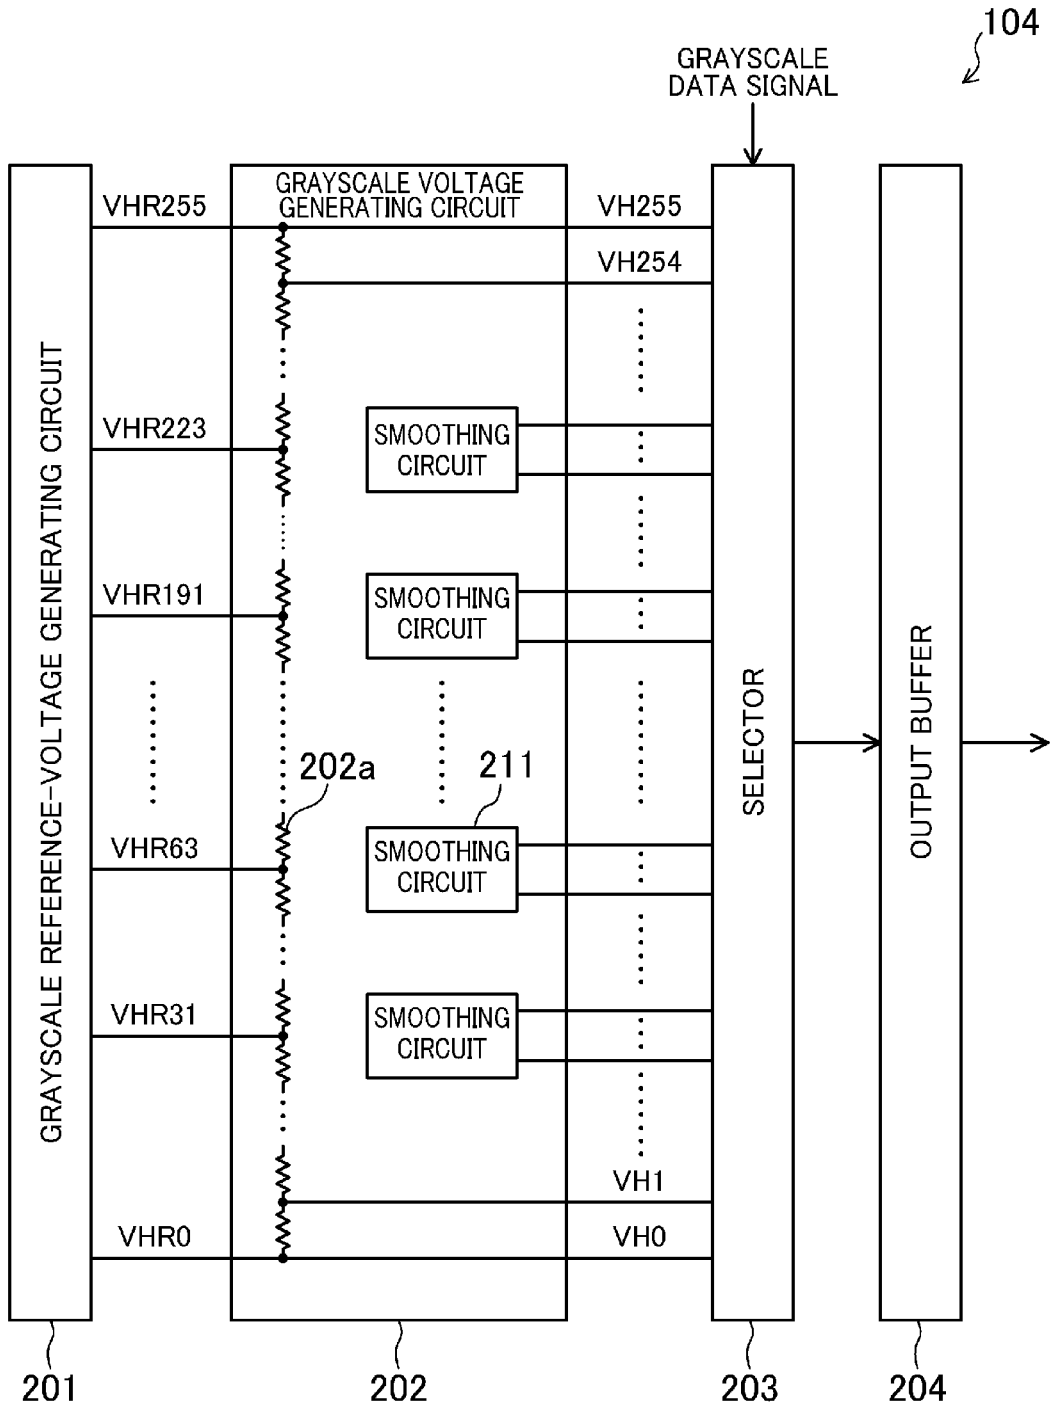 104
GRAYSCALE
DATA SIGNAL
GRAYSCALE VOLTAGE
GENERATING CIRCUIT
VHR255
VH255
VH254
VHR223
SMOOTHING
CIRCUIT
VHR191
SMOOTHING
CIRCUIT
GRAYSCALE REFERENCE-VOLTAGE GENERATING CIRCUIT
SELECTOR
OUTPUT BUFFER
202a
211
VHR63
SMOOTHING
CIRCUIT
VHR31
SMOOTHING
CIRCUIT
VH1
VHR0
VH0
201
202
203
204